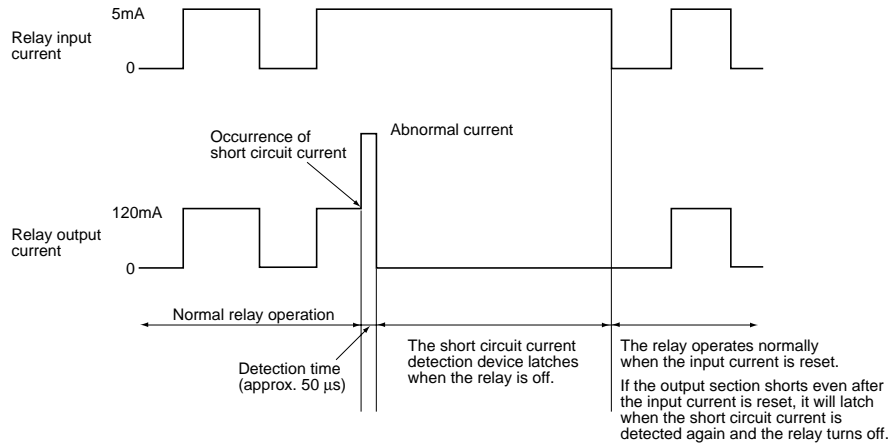 5mA
Relay input
current
0
Occurrence of
short circuit current
Abnormal current
120mA
Relay output
current
0
Normal relay operation
Detection time
(approx. 50 μs)
The short circuit current
detection device latches
when the relay is off.
The relay operates normally
when the input current is reset.
If the output section shorts even after
the input current is reset, it will latch
when the short circuit current is
detected again and the relay turns off.